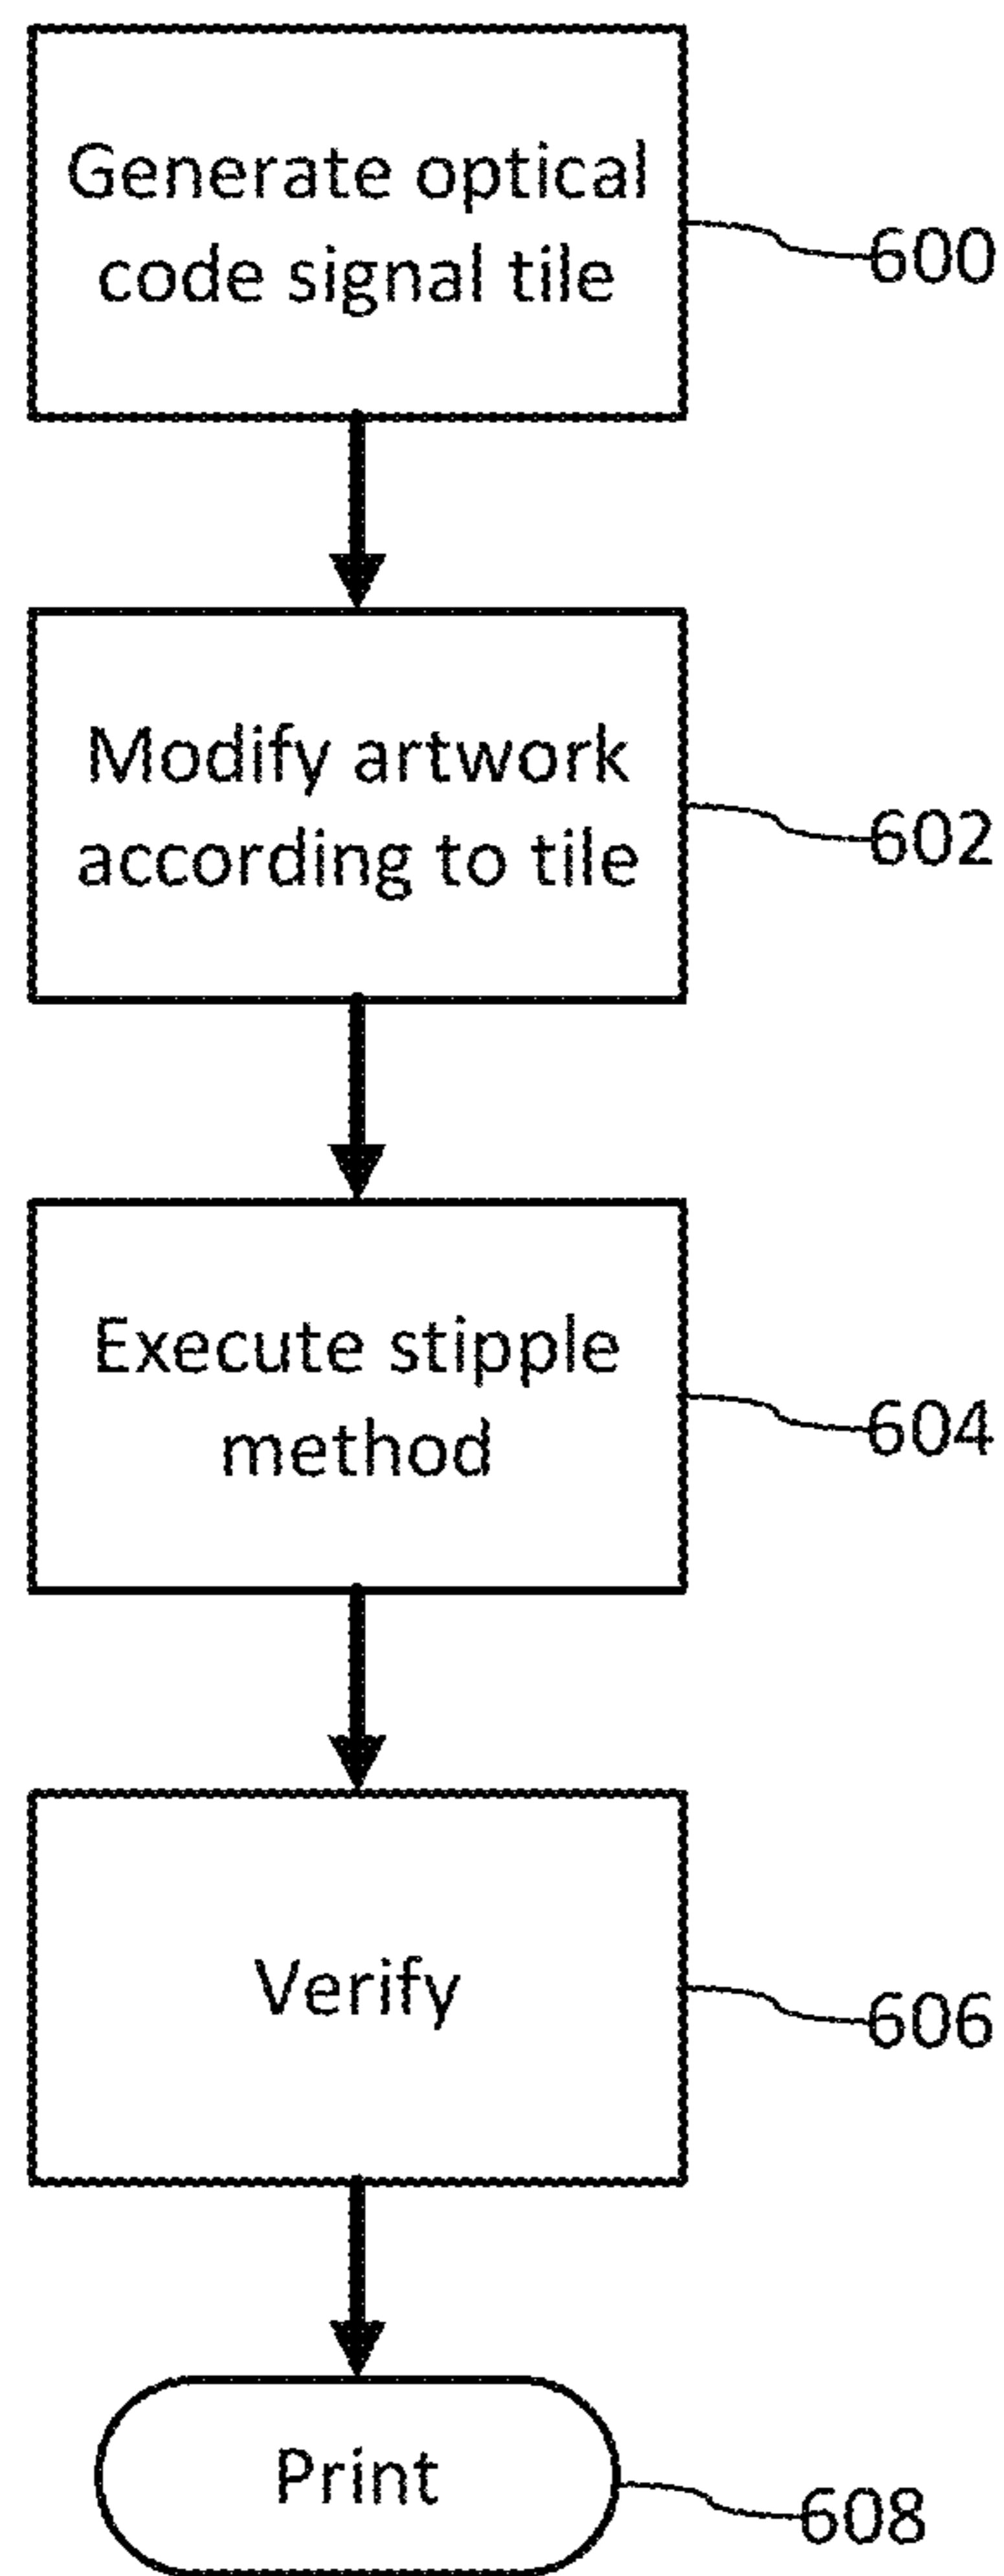 Generate optical
code signal tile
600
Modify artwork
according to tile
602
Execute stipple
method
604
Verify
606
Print
608